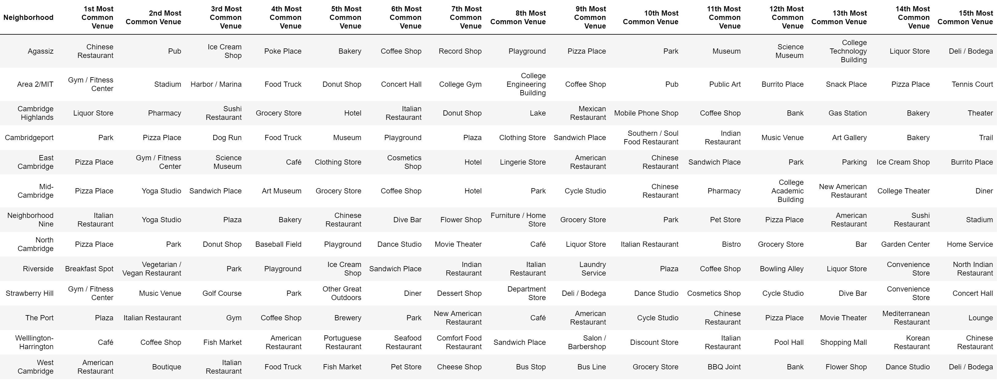 Neighborhood 1st Most Common Venue 2nd Most Common Venue 3rd Most Common Venue 4th Most Common Venue 5th Most Common Venue 6th Most Common Venue 7th Most Common Venue 8th Most Common Venue 9th Most Common Venue 10th Most Common Venue 11th Most Common Venue 12th Most Common Venue 13th Most Common Venue 14th Most Common Venue 15th Most Common Venue
Agassiz Chinese Restaurant Pub Ice Cream Shop Poke Place Bakery Coffee Shop Record Shop Playground Pizza Place Park Museum Science Museum College Technology Building Liquor Store Deli / Bodega
Area 2/MIT Gym / Fitness Center Stadium Harbor / Marina Food Truck Donut Shop Concert Hall College Gym College Engineering Building Coffee Shop Pub Public Art Burrito Place Snack Place Pizza Place Tennis Court
Cambridge Highlands Liquor Store Pharmacy Sushi Restaurant Grocery Store Hotel Italian Restaurant Donut Shop Lake Mexican Restaurant Mobile Phone Shop Coffee Shop Bank Gas Station Bakery Theater
Cambridgeport Park Pizza Place Dog Run Food Truck Museum Playground Plaza Clothing Store Sandwich Place Southern / Soul Food Restaurant Indian Restaurant Music Venue Art Gallery Bakery Trail
East Cambridge Pizza Place Gym / Fitness Center Science Museum Café Clothing Store Cosmetics Shop Hotel Lingerie Store American Restaurant Chinese Restaurant Sandwich Place Park Parking Ice Cream Shop Burrito Place
Mid-Cambridge Pizza Place Yoga Studio Sandwich Place Art Museum Grocery Store Coffee Shop Hotel Park Cycle Studio Chinese Restaurant Pharmacy College Academic Building New American Restaurant College Theater Diner
Neighborhood Nine Italian Restaurant Yoga Studio Plaza Bakery Chinese Restaurant Dive Bar Flower Shop Furniture / Home Store Grocery Store Park Pet Store Pizza Place American Restaurant Sushi Restaurant Stadium
North Cambridge Pizza Place Park Donut Shop Baseball Field Playground Dance Studio Movie Theater Café Liquor Store Italian Restaurant Bistro Grocery Store Bar Garden Center Home Service
Riverside Breakfast Spot Vegetarian / Vegan Restaurant Park Playground Ice Cream Shop Sandwich Place Indian Restaurant Italian Restaurant Laundry Service Plaza Coffee Shop Bowling Alley Liquor Store Convenience Store North Indian Restaurant
Strawberry Hill Gym / Fitness Center Music Venue Golf Course Park Other Great Outdoors Diner Dessert Shop Department Store Deli / Bodega Dance Studio Cosmetics Shop Cycle Studio Dive Bar Convenience Store Concert Hall
The Port Plaza Italian Restaurant Gym Coffee Shop Brewery Park New American Restaurant Café American Restaurant Cycle Studio Chinese Restaurant Pizza Place Movie Theater Mediterranean Restaurant Lounge
Welllington-Harrington Café Coffee Shop Fish Market American Restaurant Portuguese Restaurant Seafood Restaurant Comfort Food Restaurant Sandwich Place Salon / Barbershop Discount Store Italian Restaurant Pool Hall Shopping Mall Korean Restaurant Chinese Restaurant
West Cambridge American Restaurant Boutique Italian Restaurant Food Truck Fish Market Pet Store Cheese Shop Bus Stop Bus Line Grocery Store BBQ Joint Bank Flower Shop Dance Studio Deli / Bodega